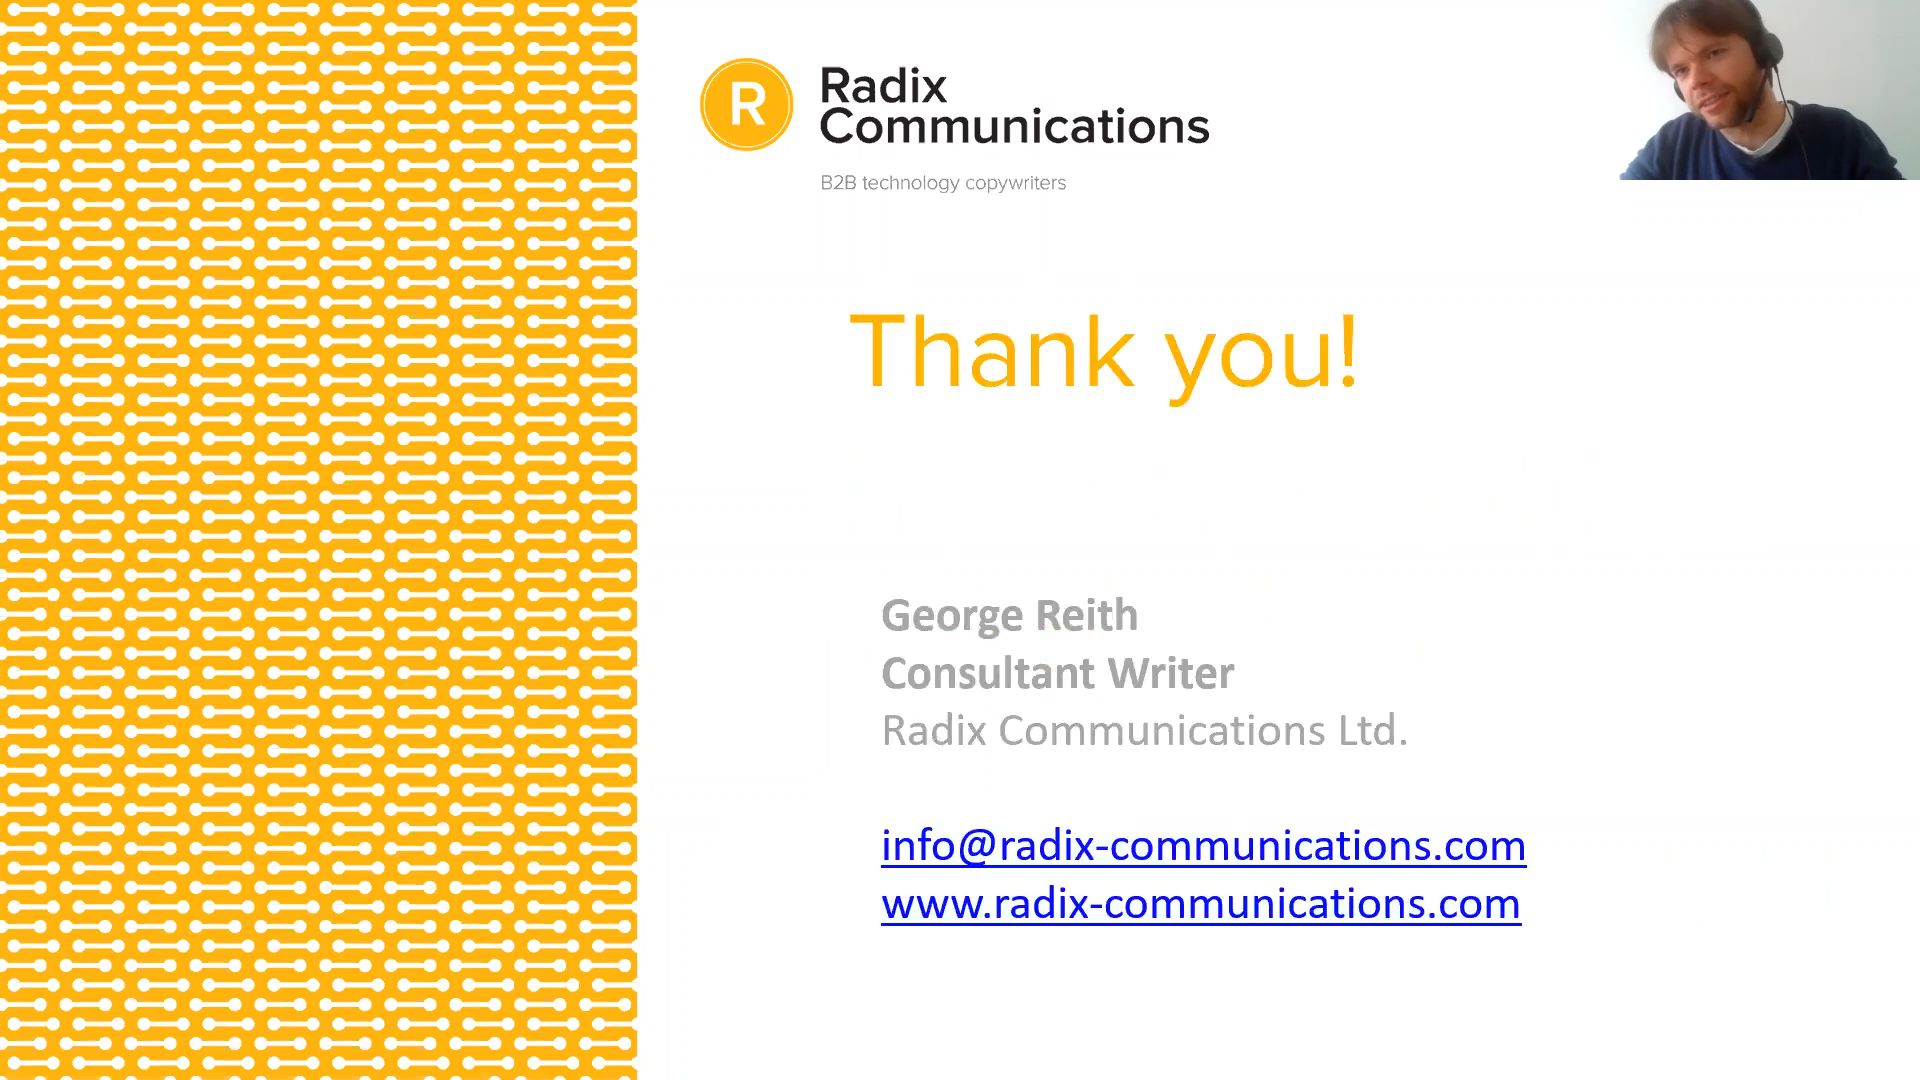 R
Radix
Communications
B2B technology copywriters
Thank you!
George Reith
Consultant Writer
Radix Communications Ltd.
info@radix-communications.com
www.radix-communications.com